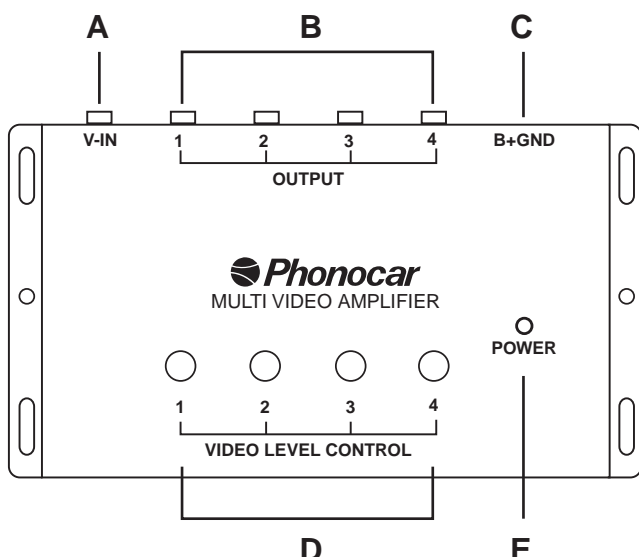 A B C
V-IN 1 2 3 4 B+GND
OUTPUT
Phonocar
MULTI VIDEO AMPLIFIER
POWER
1 2 3 4
VIDEO LEVEL CONTROL
D E